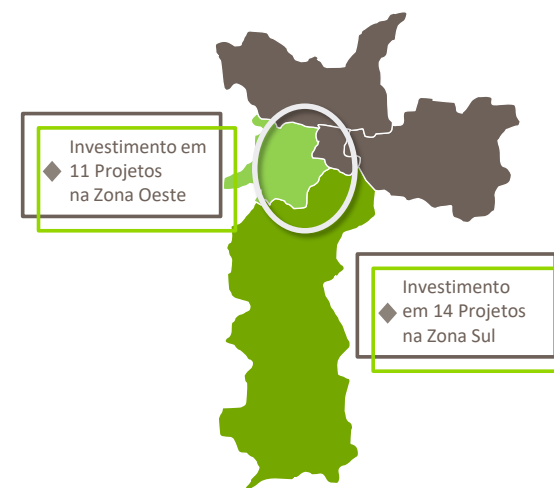 Investimento em
11 Projetos
na Zona Oeste
Investimento
em 14 Projetos
na Zona Sul